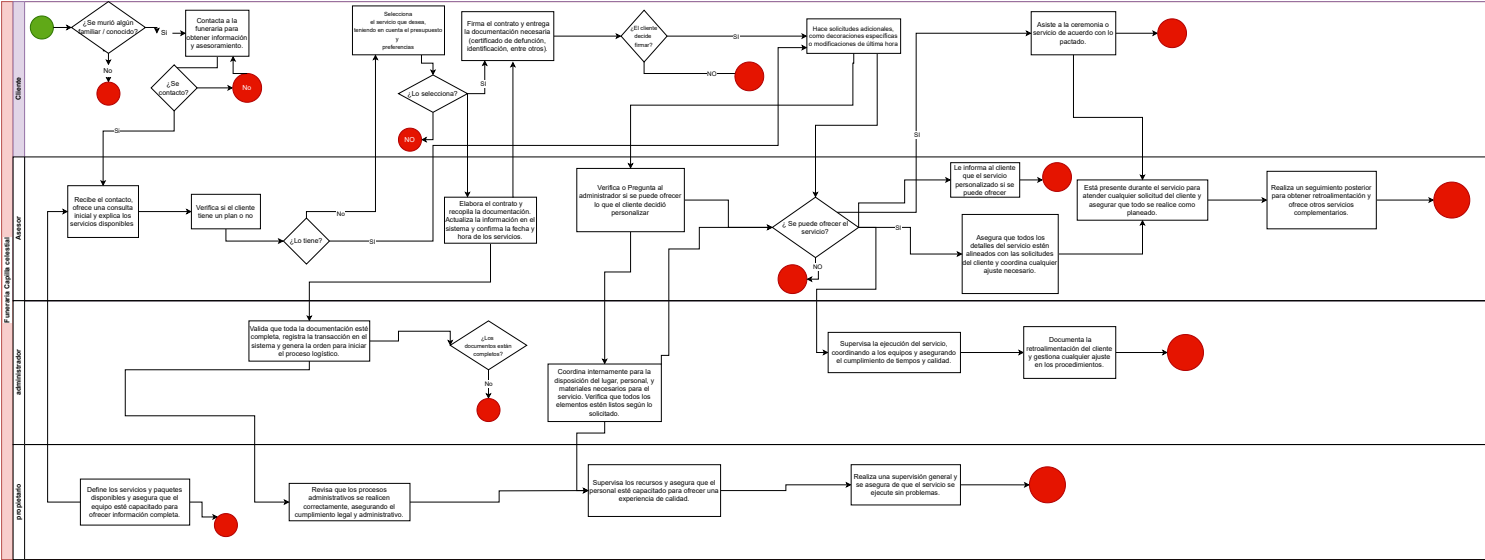 Funeraria Capilla celestial
Cliente
¿Se murió algún
familiar / conocido?
Si
No
Contacta a la
funeraria para
obtener información
y asesoramiento.
¿Se
contacto?
No
Si
Selecciona
el servicio que desea,
teniendo en cuenta el presupuesto
y
preferencias
¿Lo selecciona?
SI
NO
Firma el contrato y entrega
la documentación necesaria
(certificado de defunción,
identificación, entre otros).
¿El cliente
decide
firmar?
Si
NO
Hace solicitudes adicionales,
como decoraciones específicas
o modificaciones de última hora
SI
Asiste a la ceremonia o
servicio de acuerdo con lo
pactado.
Asesor
Recibe el contacto,
ofrece una consulta
inicial y explica los
servicios disponibles
Verifica si el cliente
tiene un plan o no
¿Lo tiene?
No
Si
Elabora el contrato y
recopila la documentación.
Actualiza la información en el
sistema y confirma la fecha y
hora de los servicios.
Verifica o Pregunta al
administrador si se puede ofrecer
lo que el cliente decidió
personalizar
¿ Se puede ofrecer el
servicio?
NO
Si
Le informa al cliente
que el servicio
personalizado si se
puede ofrecer
Asegura que todos los
detalles del servicio estén
alineados con las solicitudes
del cliente y coordina cualquier
ajuste necesario.
Está presente durante el servicio para
atender cualquier solicitud del cliente y
asegurar que todo se realice como
planeado.
Realiza un seguimiento posterior
para obtener retroalimentación y
ofrece otros servicios
complementarios.
administrador
Valida que toda la documentación esté
completa, registra la transacción en el
sistema y genera la orden para iniciar
el proceso logístico.
¿Los
documentos están
completos?
No
Coordina internamente para la
disposición del lugar, personal, y
materiales necesarios para el
servicio. Verifica que todos los
elementos estén listos según lo
solicitado.
Supervisa la ejecución del servicio,
coordinando a los equipos y asegurando
el cumplimiento de tiempos y calidad.
Documenta la
retroalimentación del cliente
y gestiona cualquier ajuste
en los procedimientos.
propietario
Define los servicios y paquetes
disponibles y asegura que el
equipo esté capacitado para
ofrecer información completa.
Revisa que los procesos
administrativos se realicen
correctamente, asegurando el
cumplimiento legal y administrativo.
Supervisa los recursos y asegura que el
personal esté capacitado para ofrecer una
experiencia de calidad.
Realiza una supervisión general y
se asegura de que el servicio se
ejecute sin problemas.